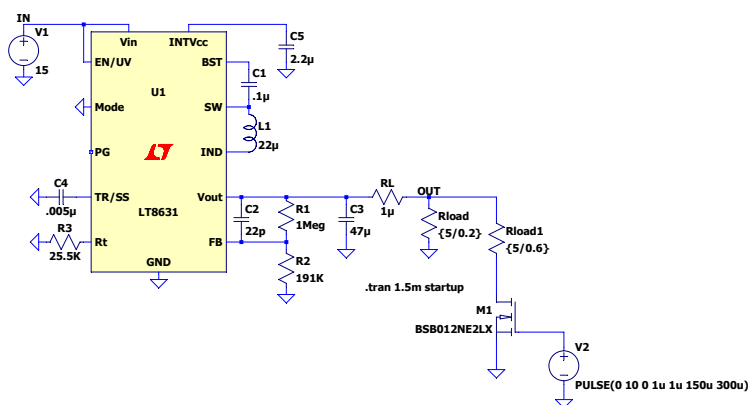 IN
V1
15
Vin
INTVcc
EN/UV
BST
U1
Mode
SW
PG
IND
LT8631
TR/SS
Vout
Rt
FB
GND
C5
2.2µ
C1
.1µ
L1
22µ
C4
.005µ
R3
25.5K
C2
22p
R1
1Meg
R2
191K
C3
47µ
RL
1µ
OUT
Rload
{5/0.2}
Rload1
{5/0.6}
.tran 1.5m startup
M1
BSB012NE2LX
V2
PULSE(0 10 0 1u 1u 150u 300u)